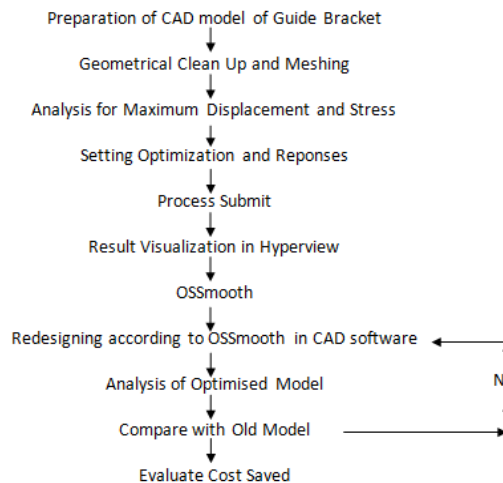 Preparation of CAD model of Guide Bracket
Geometrical Clean Up and Meshing
Analysis for Maximum Displacement and Stress
Setting Optimization and Reponses
Process Submit
Result Visualization in Hyperview
OSSmooth
Redesigning according to OSSmooth in CAD software
N
Analysis of Optimised Model
Compare with Old Model
Evaluate Cost Saved